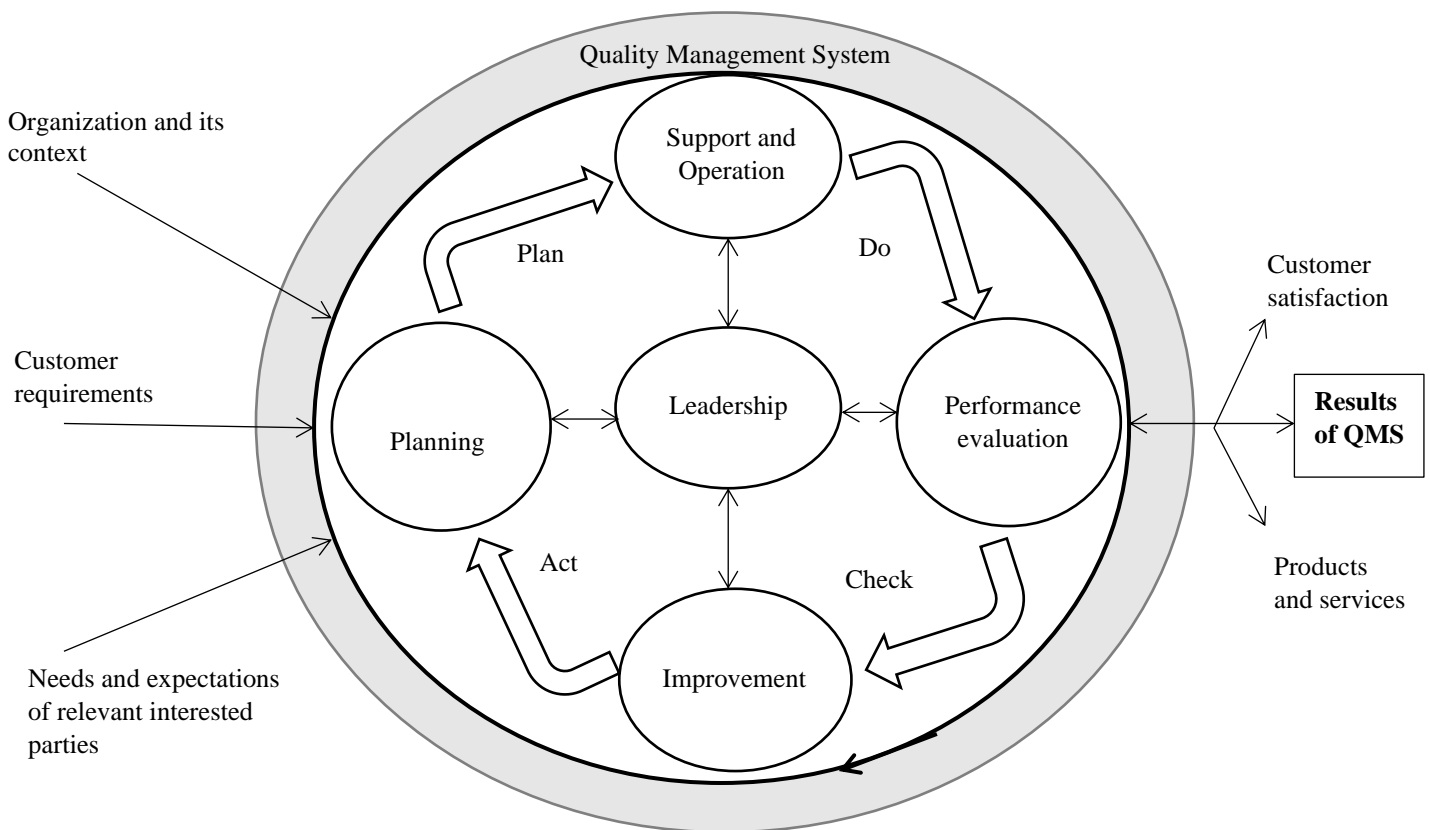 Quality Management System
Organization and its
context
Support and
Operation
Plan
Do
Customer
satisfaction
Customer
requirements
Planning
Leadership
Performance
evaluation
Results
of QMS
Act
Check
Products
and services
Needs and expectations
of relevant interested
parties
Improvement